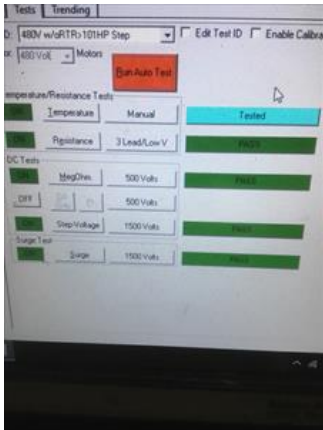 Tests Trending
D: 480V w/oRTR>101HP Step Edit Test ID Enable Calibra
ox: 480 Volt Motors
Run Auto Test
emperature/Resistance Tests
Temperature Manual Tested
ON Resistance 3 Lead/Low V PASS
DC Tests
ON MegOhm 500 Volts PASS
OFF 500 Volts
ON Step Voltage 1500 Volts PASS
Surge Test
ON Surge 1500 Volts PASS